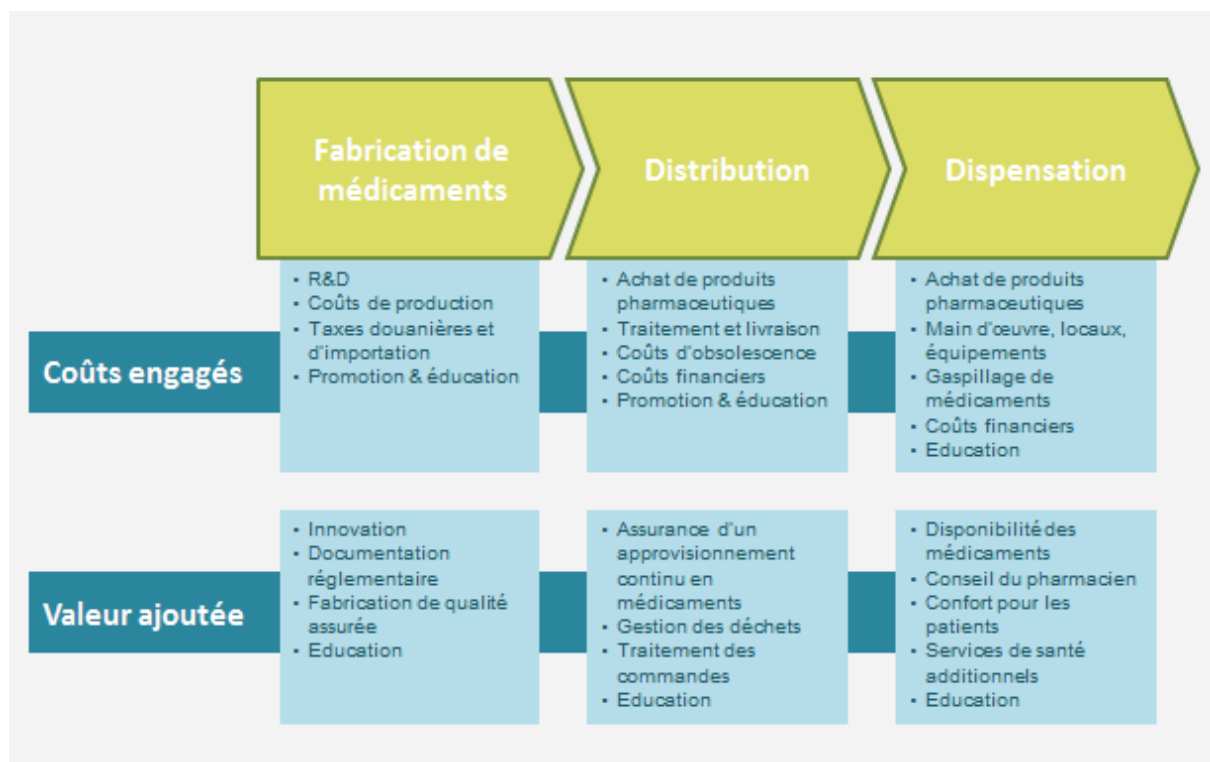 Fabrication de
médicaments
Distribution
Dispensation
Coûts engagés
• R&D
• Coûts de production
• Taxes douanières et
d'importation
• Promotion & éducation
• Achat de produits
pharmaceutiques
• Traitement et livraison
• Coûts d'obsolescence
• Coûts financiers
• Promotion & éducation
• Achat de produits
pharmaceutiques
• Main d'œuvre, locaux,
équipements
• Gaspillage de
médicaments
• Coûts financiers
• Education
Valeur ajoutée
• Innovation
• Documentation
réglementaire
• Fabrication de qualité
assurée
• Education
• Assurance d'un
approvisionnement
continu en
médicaments
• Gestion des déchets
• Traitement des
commandes
• Education
• Disponibilité des
médicaments
• Conseil du pharmacien
• Confort pour les
patients
• Services de santé
additionnels
• Education